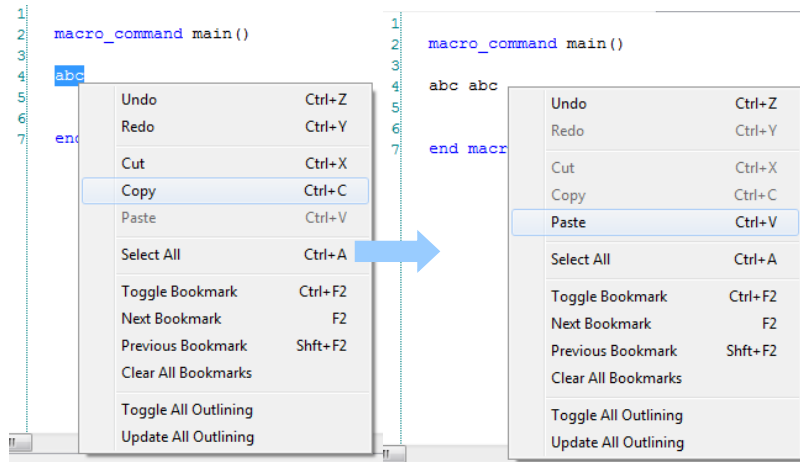 1
2 macro_command main()
3
4 abc
5
6
7 end
Undo Ctrl+Z
Redo Ctrl+Y
Cut Ctrl+X
Copy Ctrl+C
Paste Ctrl+V
Select All Ctrl+A
Toggle Bookmark Ctrl+F2
Next Bookmark F2
Previous Bookmark Shft+F2
Clear All Bookmarks
Toggle All Outlining
Update All Outlining
1
2 macro_command main()
3
4 abc abc
5
6
7 end macr
Undo Ctrl+Z
Redo Ctrl+Y
Cut Ctrl+X
Copy Ctrl+C
Paste Ctrl+V
Select All Ctrl+A
Toggle Bookmark Ctrl+F2
Next Bookmark F2
Previous Bookmark Shft+F2
Clear All Bookmarks
Toggle All Outlining
Update All Outlining